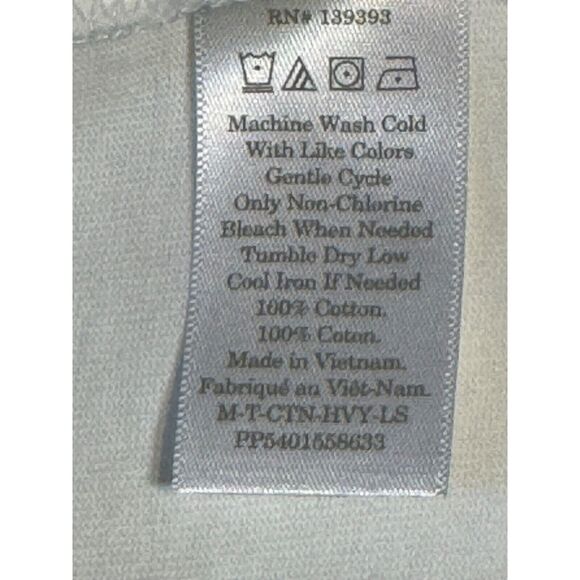 RN# 139393
Machine Wash Cold
With Like Colors
Gentle Cycle
Only Non-Chlorine
Bleach When Needed
Tumble Dry Low
Cool Iron If Needed
100% Cotton.
100% Coton.
Made in Vietnam.
Fabriqué au Viêt-Nam.
M-T-CTN-HVY-LS
PP5401558633